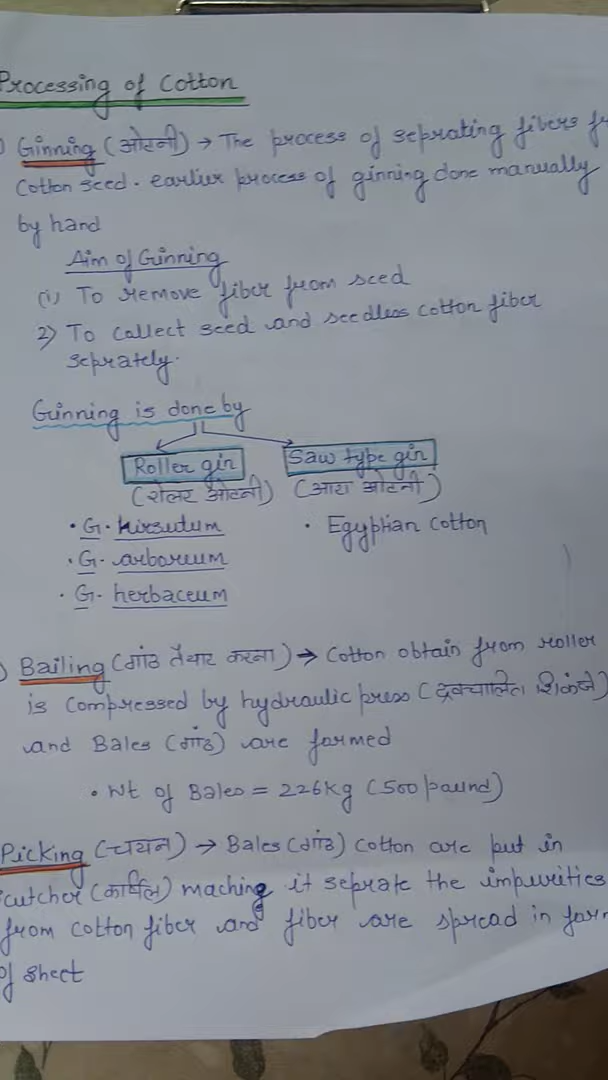 Processing of Cotton
Ginning (ओटनी) → The process of seprating fibers f
Cotton seed. earlier process of ginning done manually
by hand
Aim of Ginning
(i) To remove fiber from seed
2) To collect seed and seedless cotton fiber
seprately.
Ginning is done by
Roller gin Saw type gin
(रोलर ओटनी) (आरा ओटनी)
• G. hirsutum • Egyptian cotton
• G. arboreum
• G. herbaceum
Bailing (गांठ तैयार करना) → Cotton obtain from roller
is compressed by hydraulic press (द्रवचालित शिकंजे)
and Bales (गांठ) are formed
• Wt of Bales = 226kg (500 pound)
Picking (चयन) → Bales (गांठ) cotton are put in
cutcher maching it seprate the impurities
from cotton fiber and fiber are spread in for
of sheet